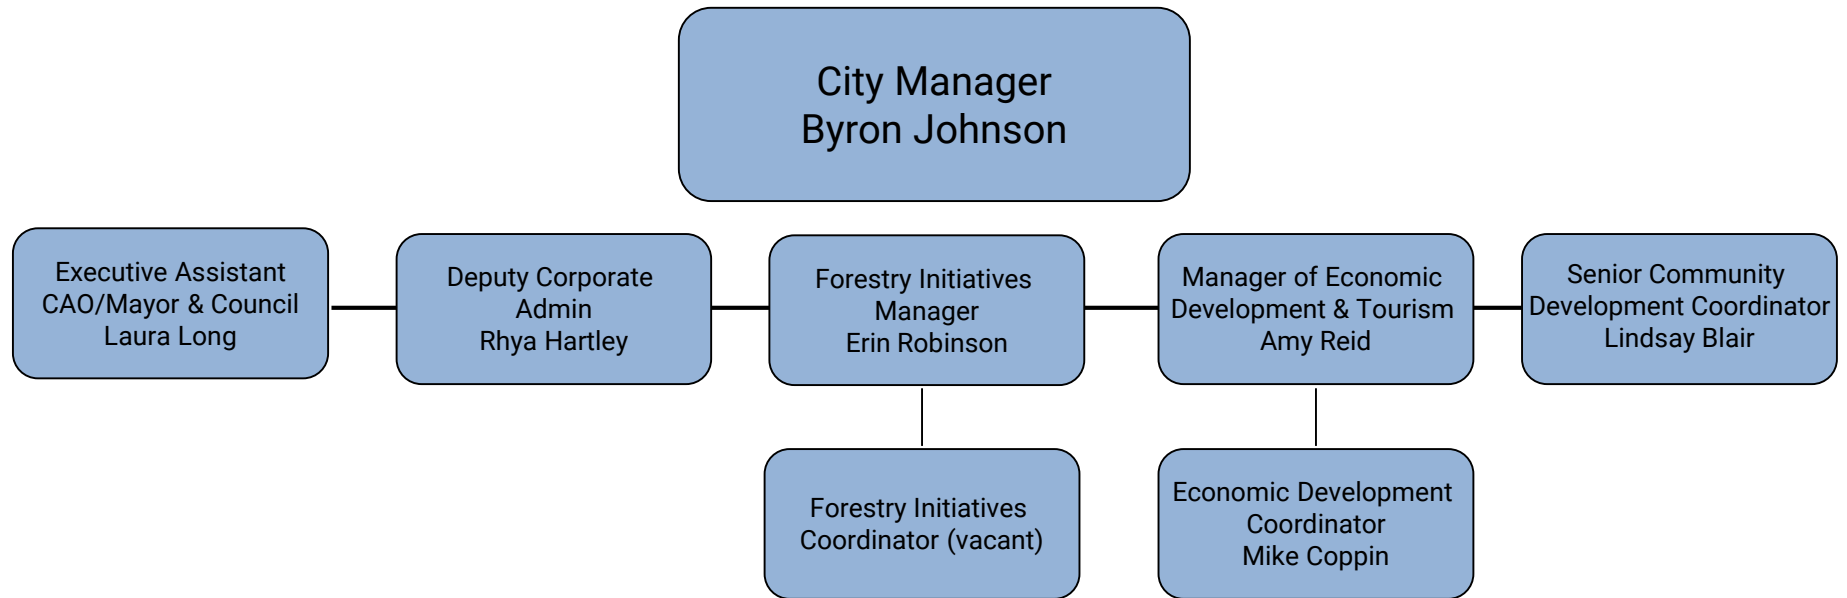 City Manager
Byron Johnson
Executive Assistant
CAO/Mayor & Council
Laura Long
Deputy Corporate
Admin
Rhya Hartley
Forestry Initiatives
Manager
Erin Robinson
Manager of Economic
Development & Tourism
Amy Reid
Senior Community
Development Coordinator
Lindsay Blair
Forestry Initiatives
Coordinator (vacant)
Economic Development
Coordinator
Mike Coppin